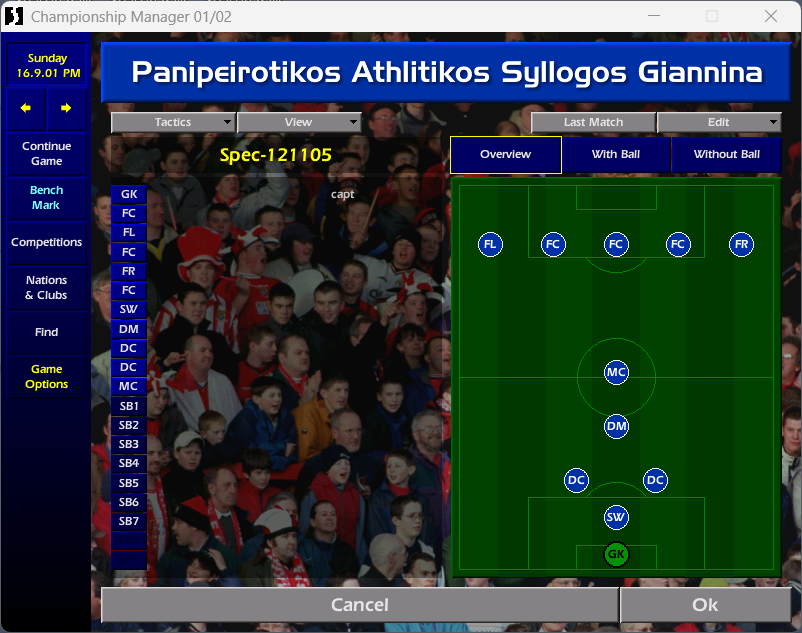 Championship Manager 01/02
Sunday
16.9.01 PM
Continue
Game
Bench
Mark
Competitions
Nations
& Clubs
Find
Game
Options
Panipeirotikos Athlitikos Syllogos Giannina
Tactics
View
Last Match
Edit
Spec-121105
Overview
With Ball
Without Ball
GK
capt
FC
FL
FC
FR
FC
SW
DM
DC
DC
MC
SB1
SB2
SB3
SB4
SB5
SB6
SB7
FL
FC
FC
FC
FR
MC
DM
DC
DC
SW
GK
Cancel
Ok